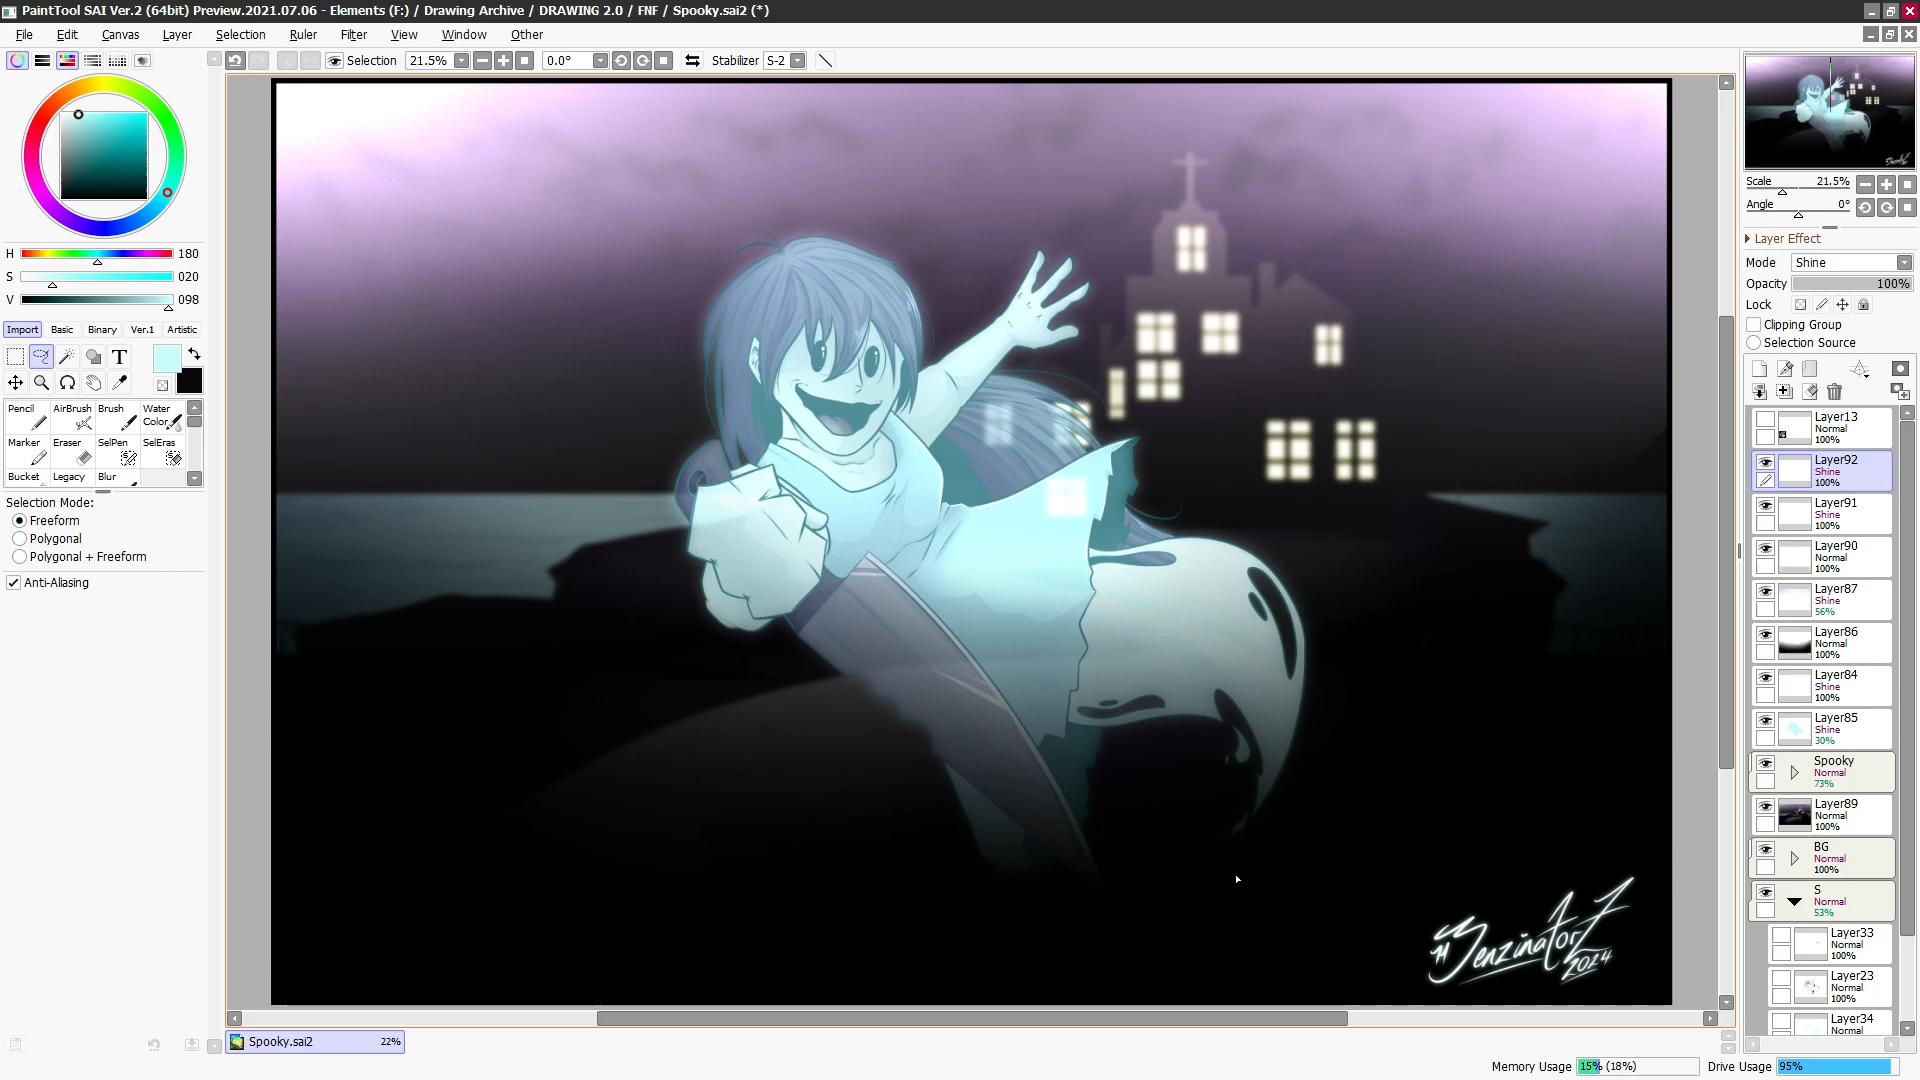 PaintTool SAI Ver.2 (64bit) Preview.2021.07.06 - Elements (F:) / Drawing Archive / DRAWING 2.0 / FNF / Spooky.sai2 (*)
File Edit Canvas Layer Selection Ruler Filter View Window Other
Selection 21.5% 0.0° Stabilizer S-2
H 180
S 020
V 098
Import Basic Binary Ver.1 Artistic
T
Pencil AirBrush Brush Water Color
Marker Eraser SelPen SelEras
Bucket Legacy Blur
Selection Mode:
Freeform
Polygonal
Polygonal + Freeform
Anti-Aliasing
BenzinatorZ
2024
Spooky.sai2 22%
Scale 21.5%
Angle 0°
Layer Effect
Mode Shine
Opacity 100%
Lock
Clipping Group
Selection Source
Layer13
Normal
100%
Layer92
Shine
100%
Layer91
Shine
100%
Layer90
Normal
100%
Layer87
Shine
56%
Layer86
Normal
100%
Layer84
Shine
100%
Layer85
Shine
30%
Spooky
Normal
73%
Layer89
Normal
100%
BG
Normal
100%
S
Normal
53%
Layer33
Normal
100%
Layer23
Normal
100%
Layer34
Normal
Memory Usage 15% (18%) Drive Usage 95%